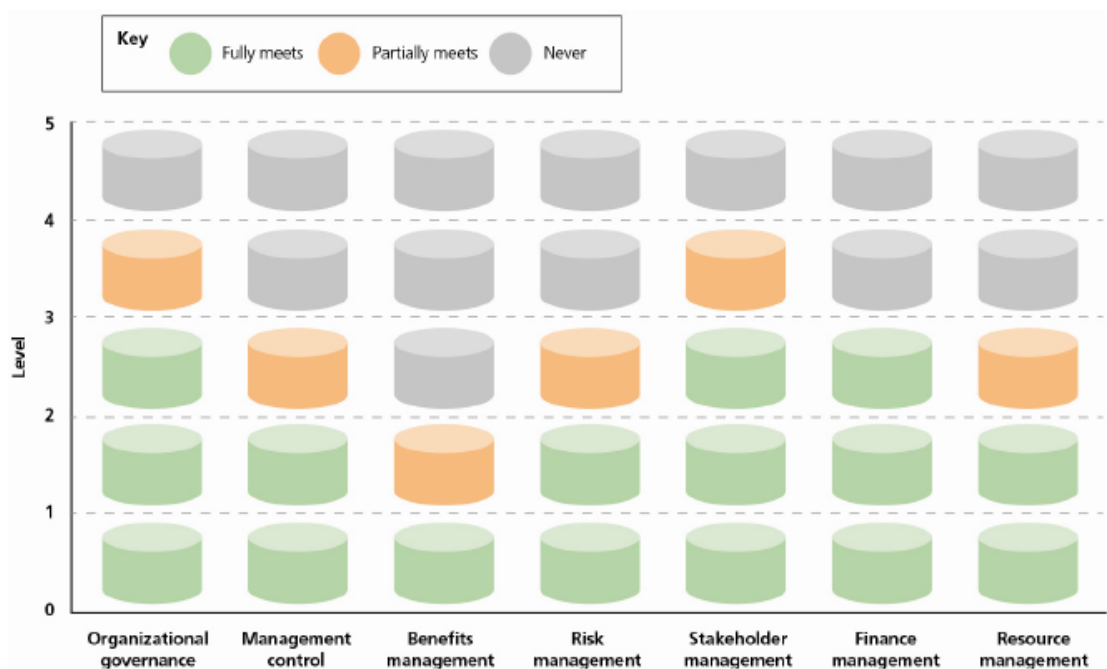 Key
Fully meets
Partially meets
Never
5
4
3
2
1
0
Level
Organizational
governance
Management
control
Benefits
management
Risk
management
Stakeholder
management
Finance
management
Resource
management